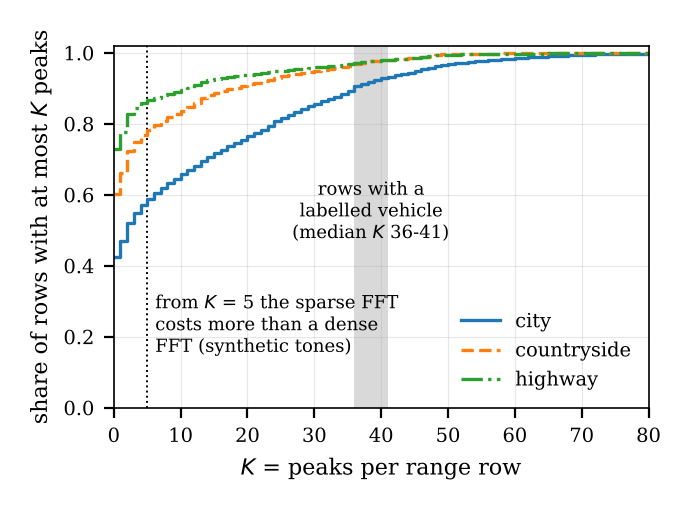 share of rows with at most K peaks
1.0
0.8
0.6
0.4
0.2
0.0
rows with a
labelled vehicle
(median K 36-41)
from K = 5 the sparse FFT
costs more than a dense
FFT (synthetic tones)
city
countryside
highway
0 10 20 30 40 50 60 70 80
K = peaks per range row